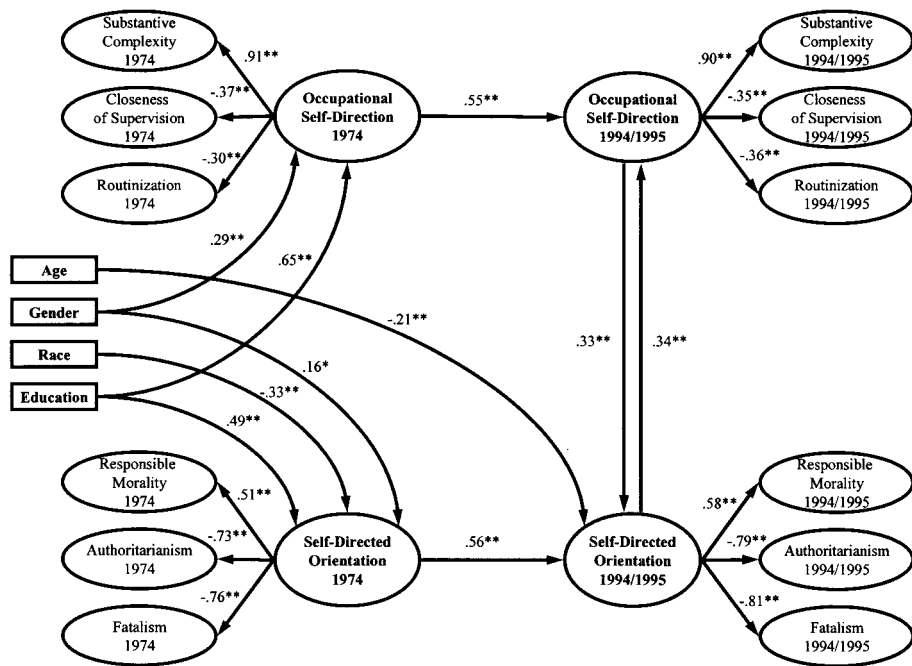 Substantive
Complexity
1974
.91**
Closeness
of Supervision
1974
-.37**
Routinization
1974
-.30**
Occupational
Self-Direction
1974
.55**
Occupational
Self-Direction
1994/1995
.90**
Substantive
Complexity
1994/1995
-.35**
Closeness
of Supervision
1994/1995
-.36**
Routinization
1994/1995
.29**
.65**
Age
Gender
Race
Education
-.21**
.16*
-.33**
.49**
.33**
.34**
Responsible
Morality
1974
.51**
Authoritarianism
1974
-.73**
Fatalism
1974
-.76**
Self-Directed
Orientation
1974
.56**
Self-Directed
Orientation
1994/1995
.58**
Responsible
Morality
1994/1995
-.79**
Authoritarianism
1994/1995
-.81**
Fatalism
1994/1995